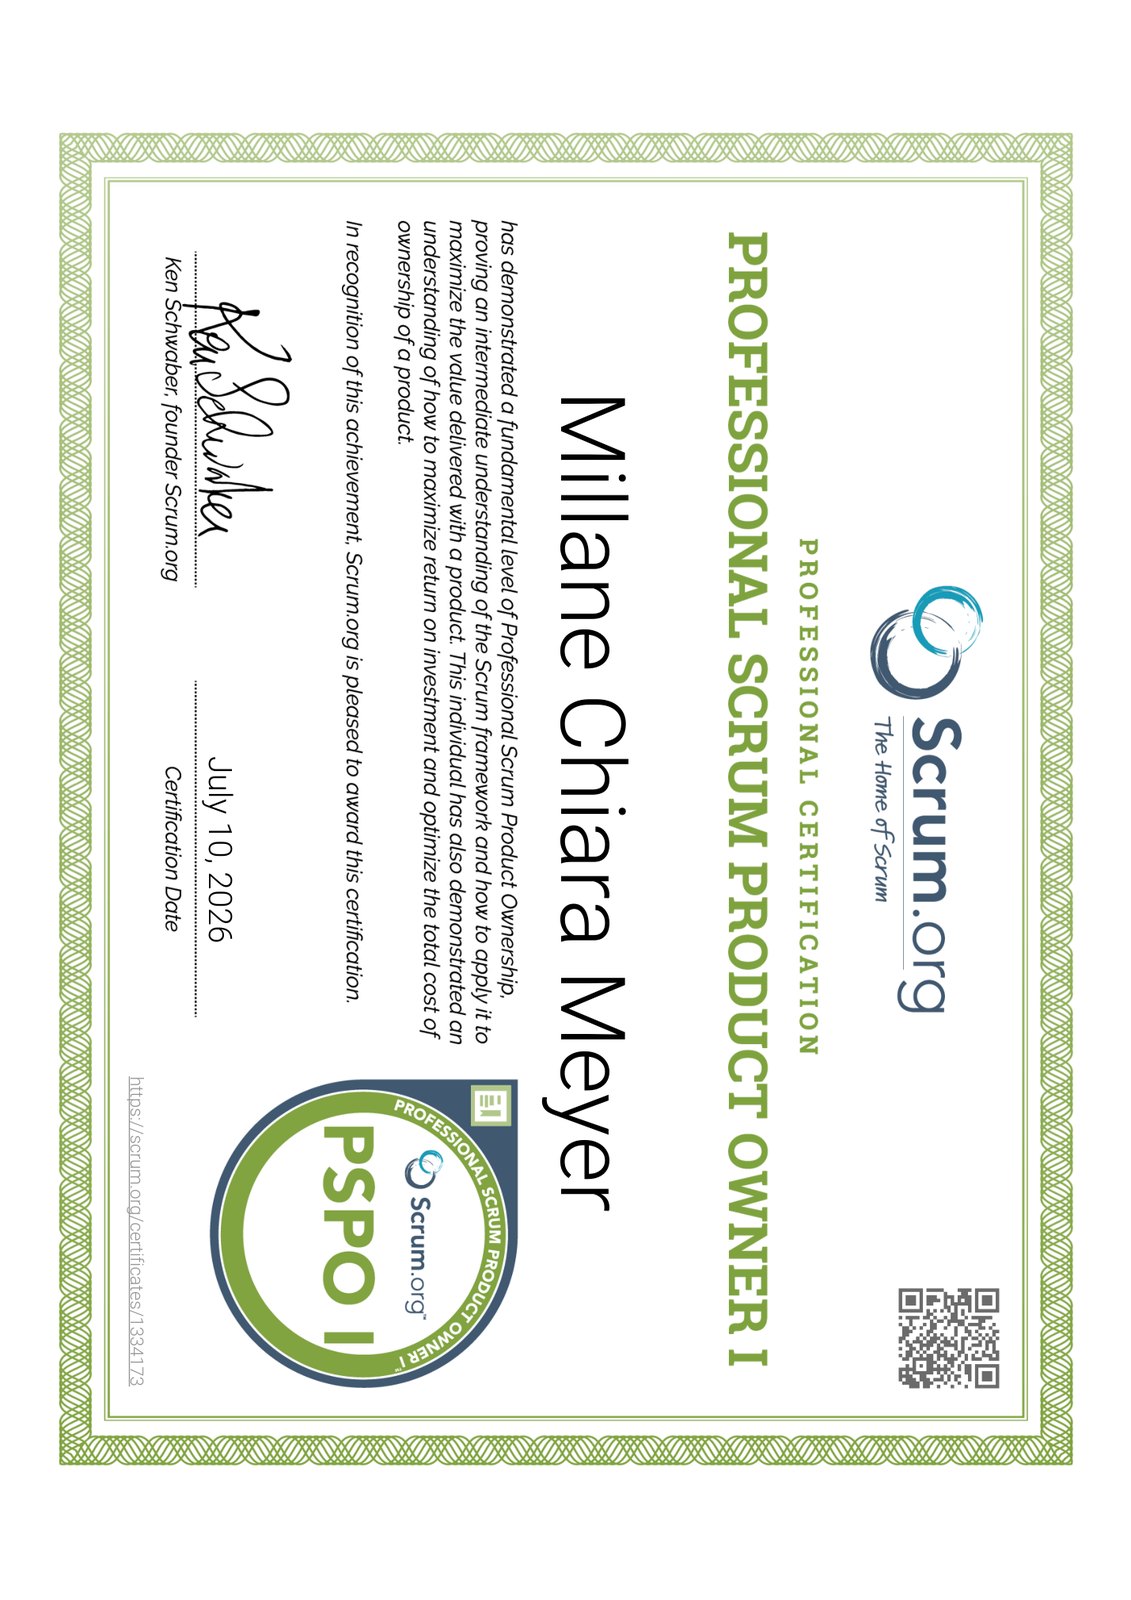 Scrum.org
The Home of Scrum
PROFESSIONAL CERTIFICATION
PROFESSIONAL SCRUM PRODUCT OWNER I
Millane Chiara Meyer
has demonstrated a fundamental level of Professional Scrum Product Ownership,
proving an intermediate understanding of the Scrum framework and how to apply it to
maximize the value delivered with a product. This individual has also demonstrated an
understanding of how to maximize return on investment and optimize the total cost of
ownership of a product.
In recognition of this achievement, Scrum.org is pleased to award this certification.
Ken Schwaber
Ken Schwaber, founder Scrum.org
July 10, 2026
Certification Date
PROFESSIONAL SCRUM PRODUCT OWNER I™
Scrum.org™
PSPO I
https://scrum.org/certificates/1334173